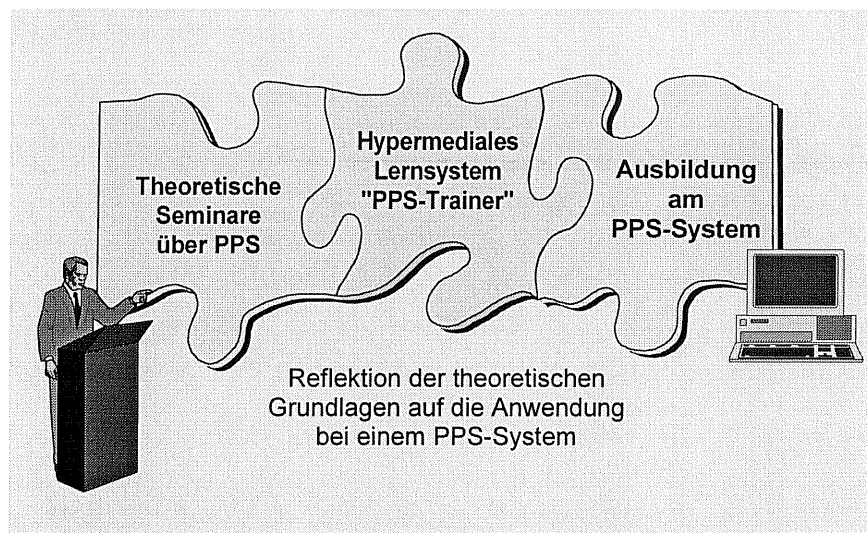 Theoretische
Seminare
über PPS
Hypermediales
Lernsystem
"PPS-Trainer"
Ausbildung
am
PPS-System
Reflektion der theoretischen
Grundlagen auf die Anwendung
bei einem PPS-System